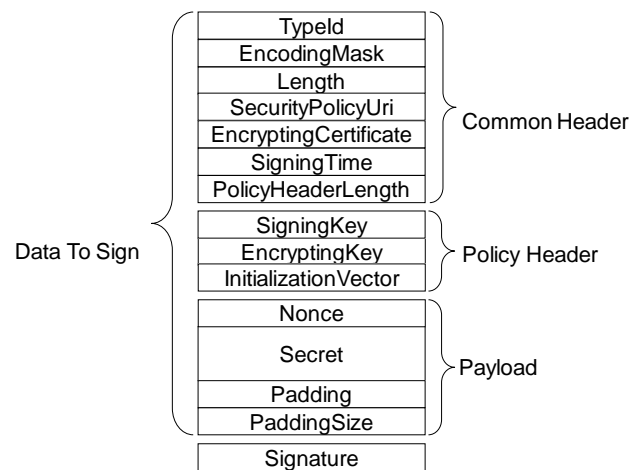 TypeId
EncodingMask
Length
SecurityPolicyUri
EncryptingCertificate
SigningTime
PolicyHeaderLength
Common Header
SigningKey
EncryptingKey
InitializationVector
Policy Header
Data To Sign
Nonce
Secret
Padding
PaddingSize
Payload
Signature